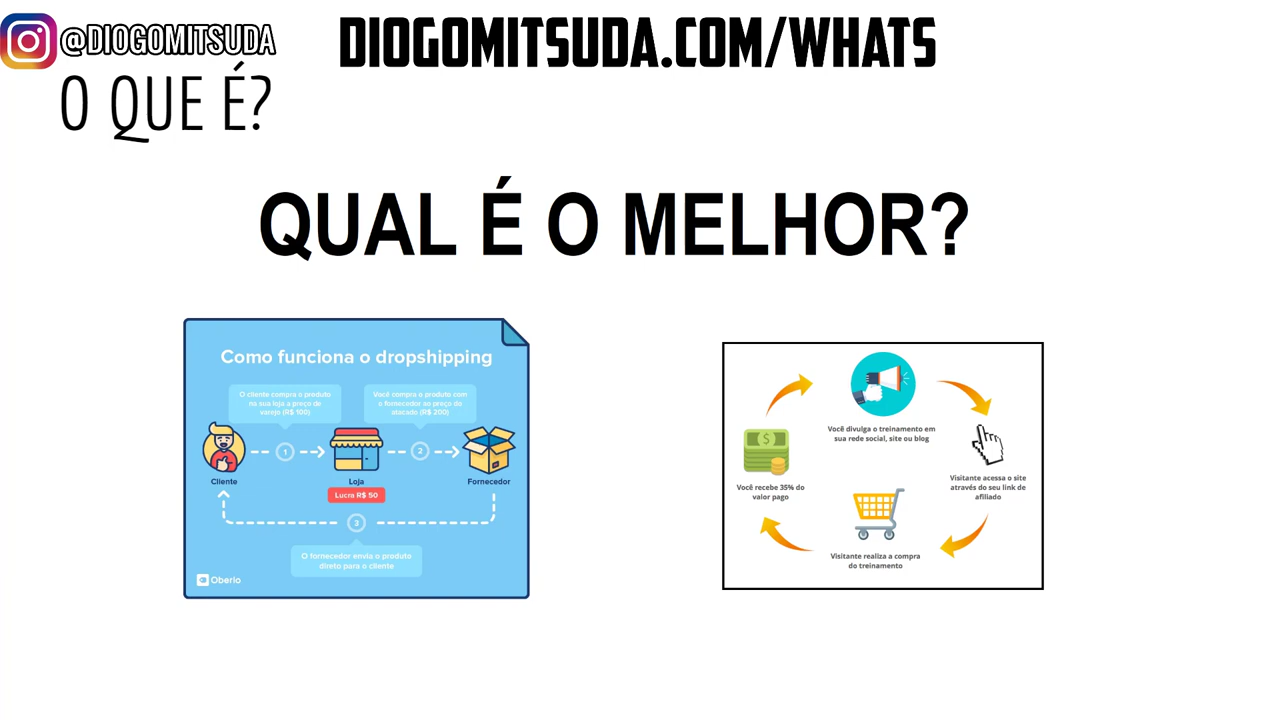 @DIOGOMITSUDA
DIOGOMITSUDA.COM/WHATS
O QUE É?
QUAL É O MELHOR?
Como funciona o dropshipping
O cliente compra o produto
na sua loja a preço de
varejo (R$ 100)
Você compra o produto com
o fornecedor ao preço do
atacado (R$ 200)
1
2
Cliente
Loja
Fornecedor
Lucra R$ 50
3
O fornecedor envia o produto
direto para o cliente
Oberlo
Você divulga o treinamento em
sua rede social, site ou blog
Visitante acessa o site
através do seu link de
afiliado
Visitante realiza a compra
do treinamento
Você recebe 35% do
valor pago